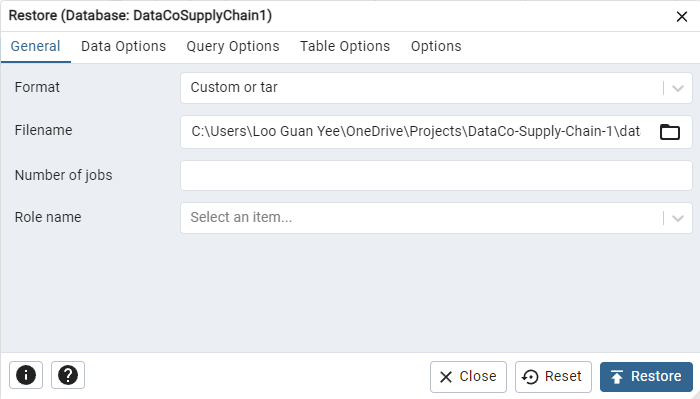 Restore (Database: DataCoSupplyChain1)
General Data Options Query Options Table Options Options
Format Custom or tar
Filename C:\Users\Loo Guan Yee\OneDrive\Projects\DataCo-Supply-Chain-1\dat
Number of jobs
Role name Select an item...
Close Reset Restore